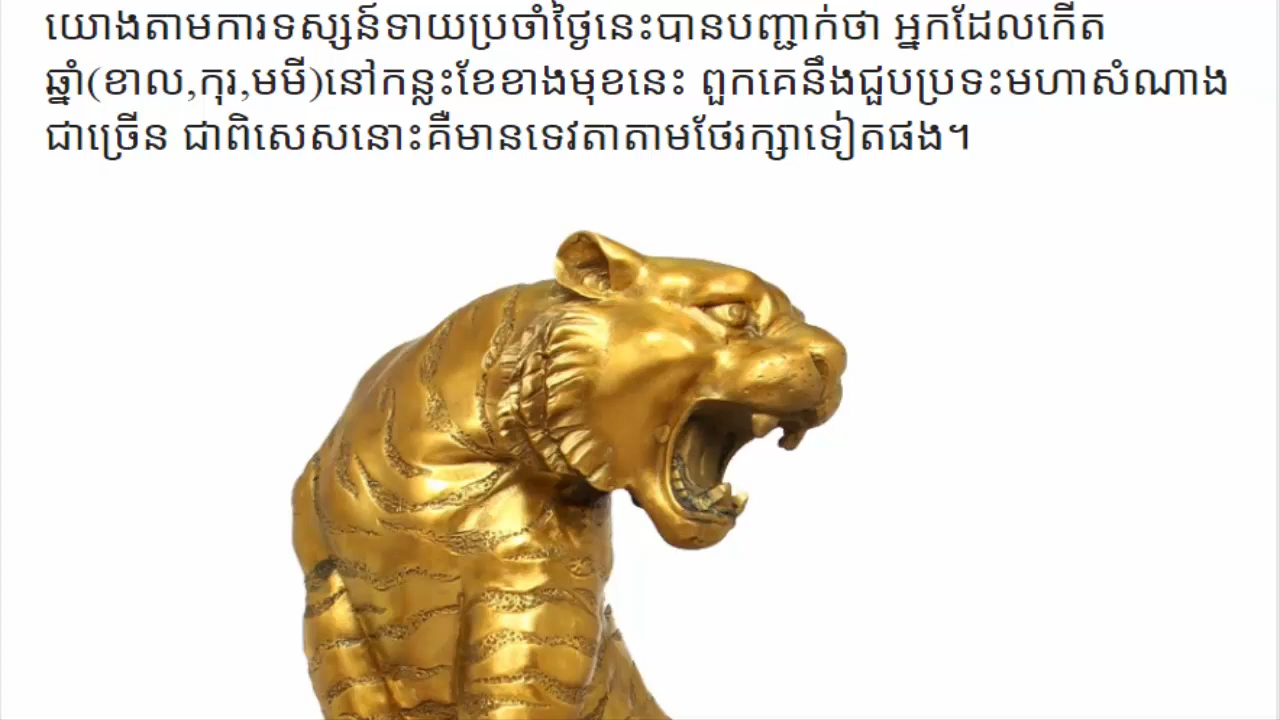 យោងតាមការទស្សន៍ទាយប្រចាំថ្ងៃនេះបានបញ្ជាក់ថា អ្នកដែលកើត
ឆ្នាំ(ខាល,កុរ,មមី)នៅកន្លះខែខាងមុខនេះ ពួកគេនឹងជួបប្រទះមហាសំណាង
ជាច្រើន ជាពិសេសនោះគឺមានទេវតាតាមថែរក្សាទៀតផង។